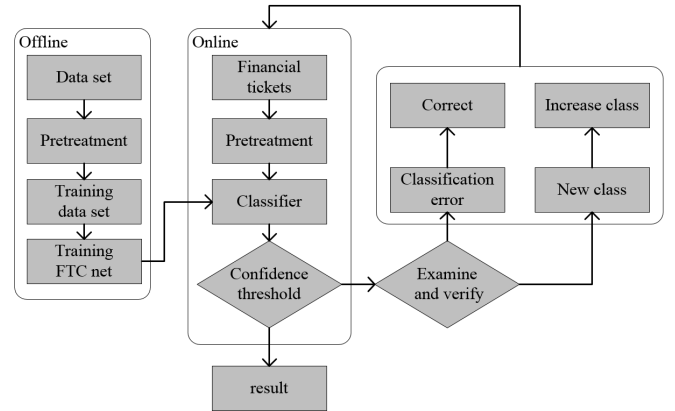 Offline
Data set
Pretreatment
Training
data set
Training
FTC net
Online
Financial
tickets
Pretreatment
Classifier
Confidence
threshold
result
Examine
and verify
Correct
Classification
error
Increase class
New class